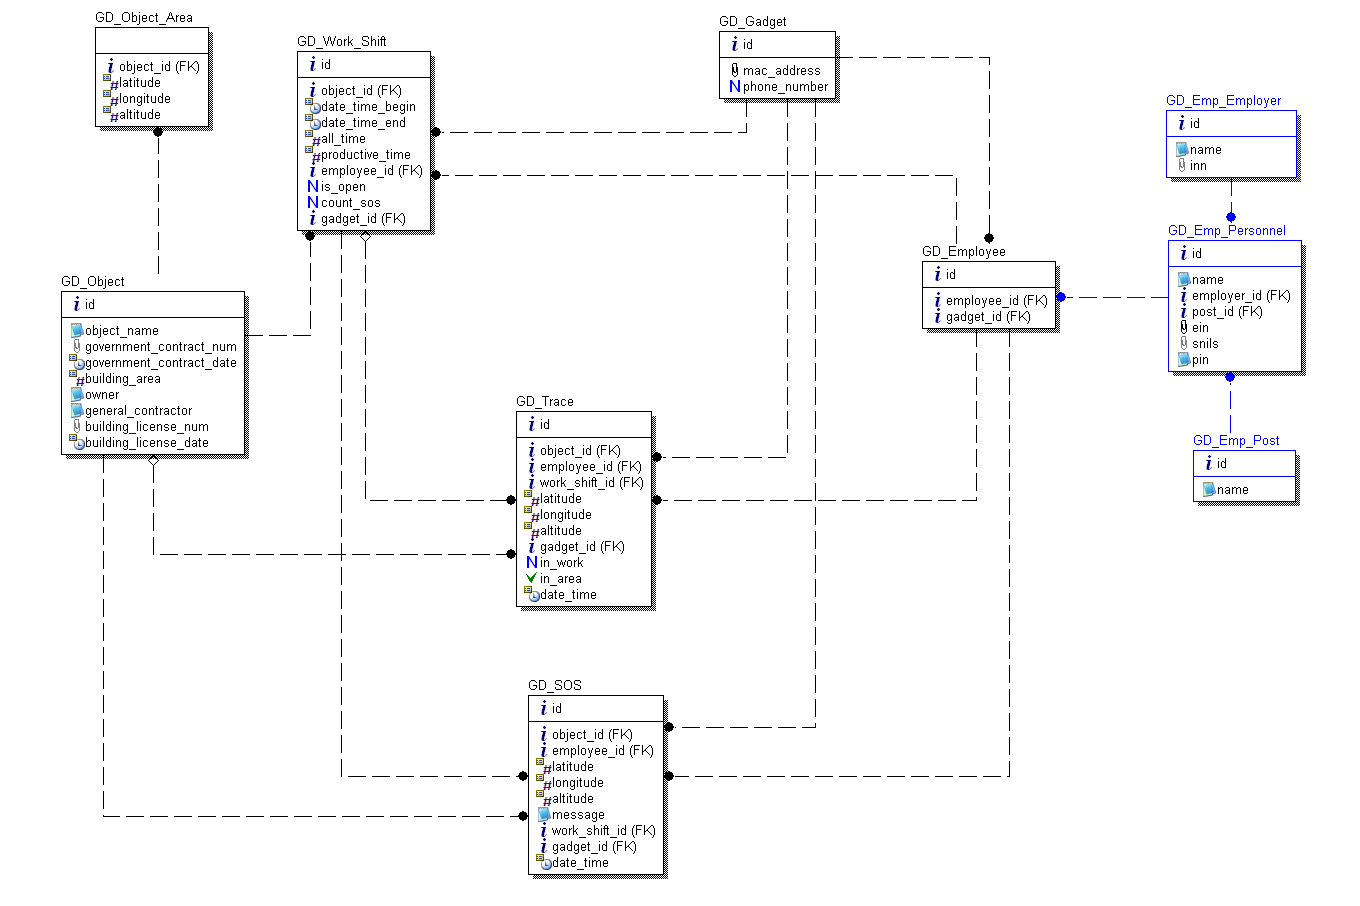 GD_Object_Area
object_id (FK)
latitude
longitude
altitude
GD_Work_Shift
id
object_id (FK)
date_time_begin
date_time_end
all_time
productive_time
employee_id (FK)
is_open
count_sos
gadget_id (FK)
GD_Gadget
id
mac_address
phone_number
GD_Emp_Employer
id
name
inn
GD_Emp_Personnel
id
name
employer_id (FK)
post_id (FK)
ein
snils
pin
GD_Employee
id
employee_id (FK)
gadget_id (FK)
GD_Object
id
object_name
government_contract_num
government_contract_date
building_area
owner
general_contractor
building_license_num
building_license_date
GD_Trace
id
object_id (FK)
employee_id (FK)
work_shift_id (FK)
latitude
longitude
altitude
gadget_id (FK)
in_work
in_area
date_time
GD_Emp_Post
id
name
GD_SOS
id
object_id (FK)
employee_id (FK)
latitude
longitude
altitude
message
work_shift_id (FK)
gadget_id (FK)
date_time